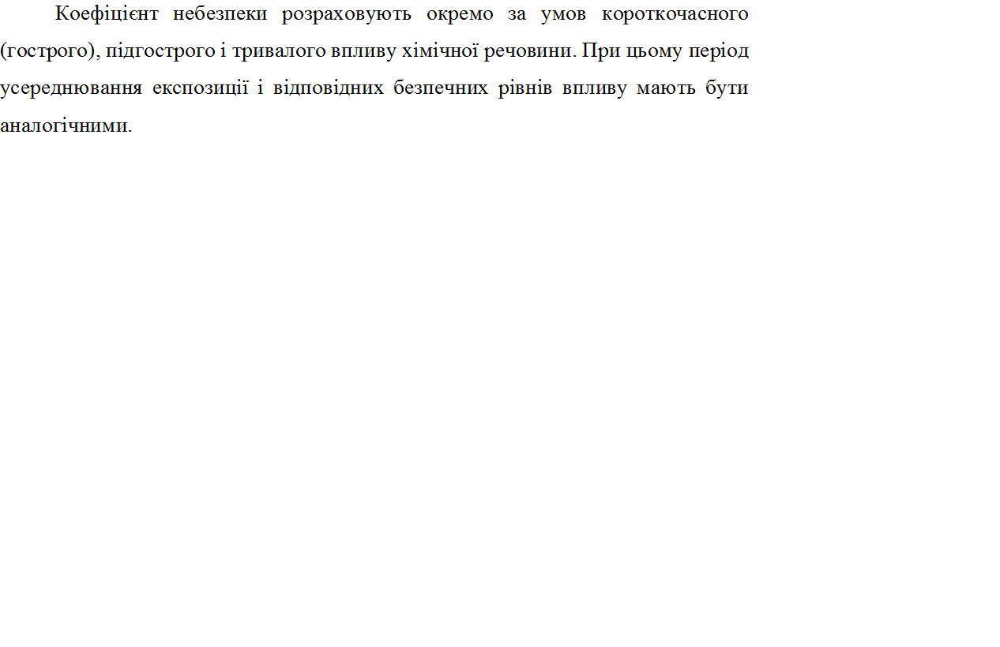 Коефіцієнт небезпеки розраховують окремо за умов короткочасного
(гострого), підгострого і тривалого впливу хімічної речовини. При цьому період
усереднювання експозиції і відповідних безпечних рівнів впливу мають бути
аналогічними.